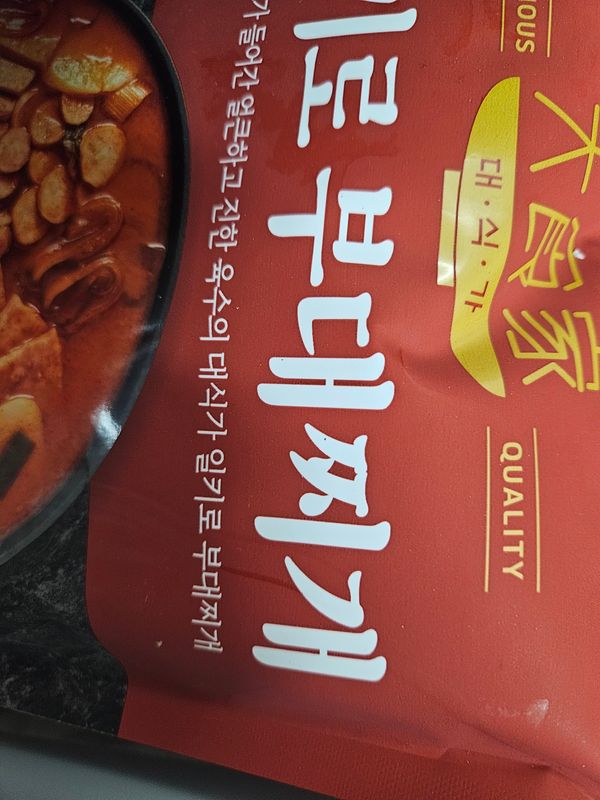 IOUS
大食家
QUALITY
대·식·가
키로 부대찌개
가 들어간 얼큰하고 진한 육수의 대식가 일키로 부대찌개